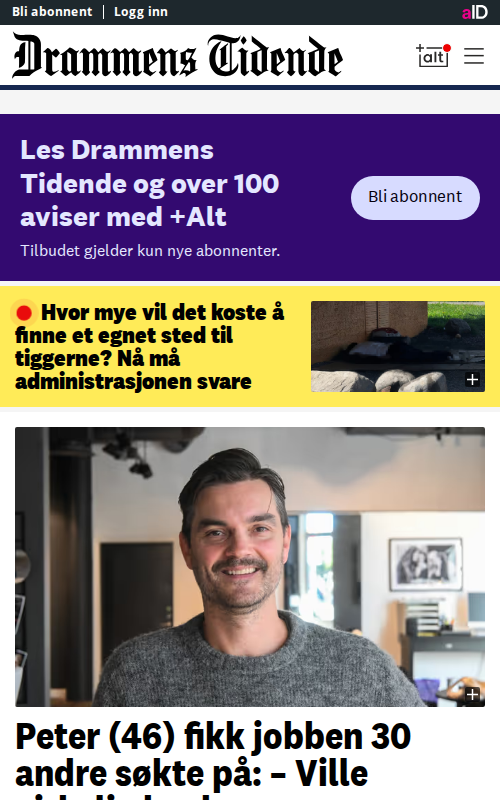 Bli abonnent | Logg inn
aID
Drammens Tidende
+alt
Les Drammens
Tidende og over 100
aviser med +Alt
Bli abonnent
Tilbudet gjelder kun nye abonnenter.
Hvor mye vil det koste å
finne et egnet sted til
tiggerne? Nå må
administrasjonen svare
Peter (46) fikk jobben 30
andre søkte på: – Ville